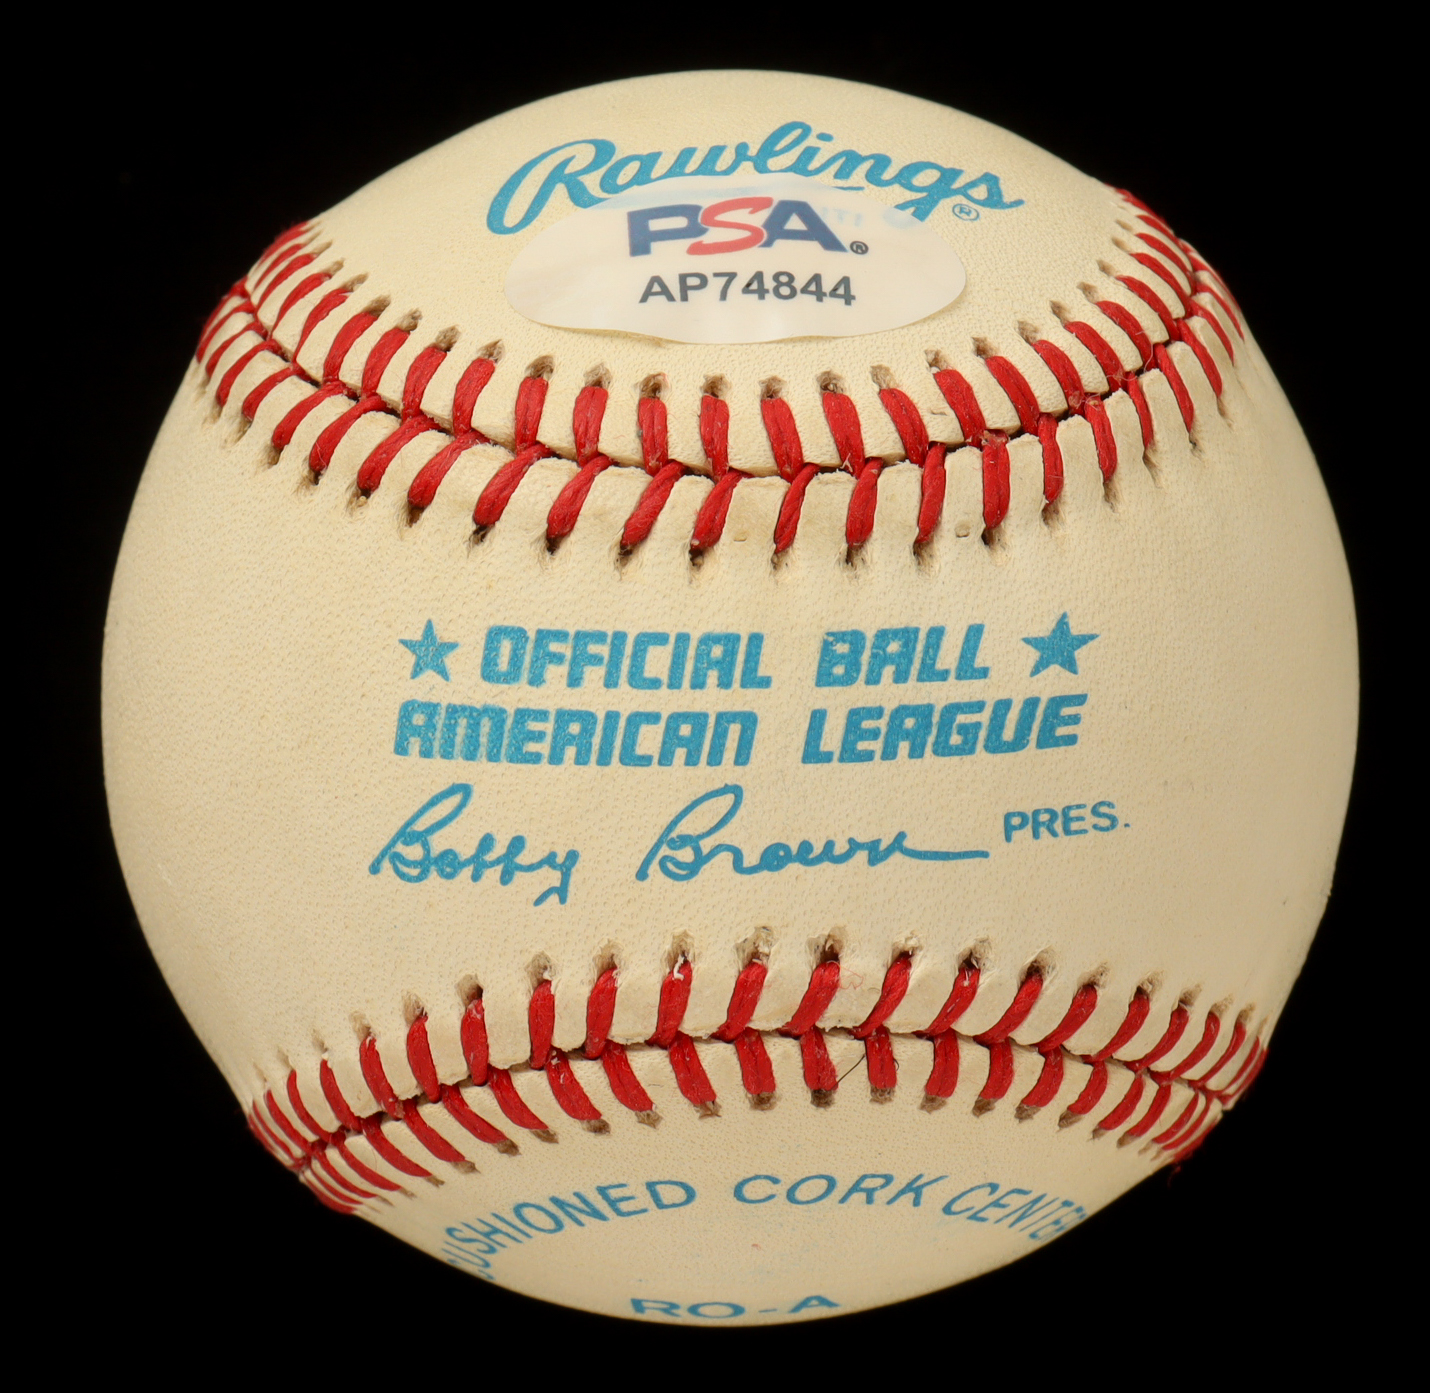 Rawlings®
PSA®
AP74844
★ OFFICIAL BALL ★
AMERICAN LEAGUE
Bobby Brown PRES.
CUSHIONED CORK CENTER
RO-A